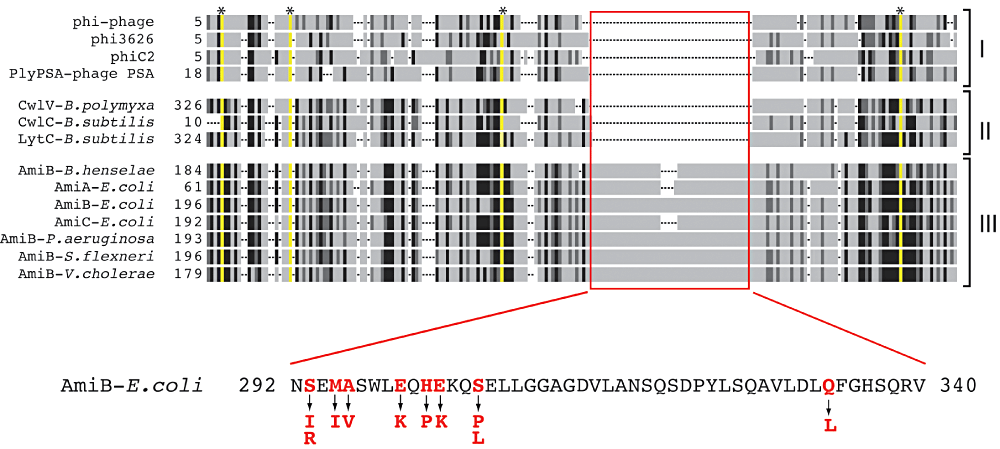 * * * *
phi-phage 5
phi3626 5
phiC2 5
PlyPSA-phage PSA 18
I
CwlV-B.polymyxa 326
CwlC-B.subtilis 10
LytC-B.subtilis 324
II
AmiB-B.henselae 184
AmiA-E.coli 61
AmiB-E.coli 196
AmiC-E.coli 192
AmiB-P.aeruginosa 193
AmiB-S.flexneri 196
AmiB-V.cholerae 179
III
AmiB-E.coli 292 NSEMASWLEQHEKQSELLGGAGDVLANSQSDPYLSQAVLDLQFGHSQRV 340
I I V K P K P L
R L